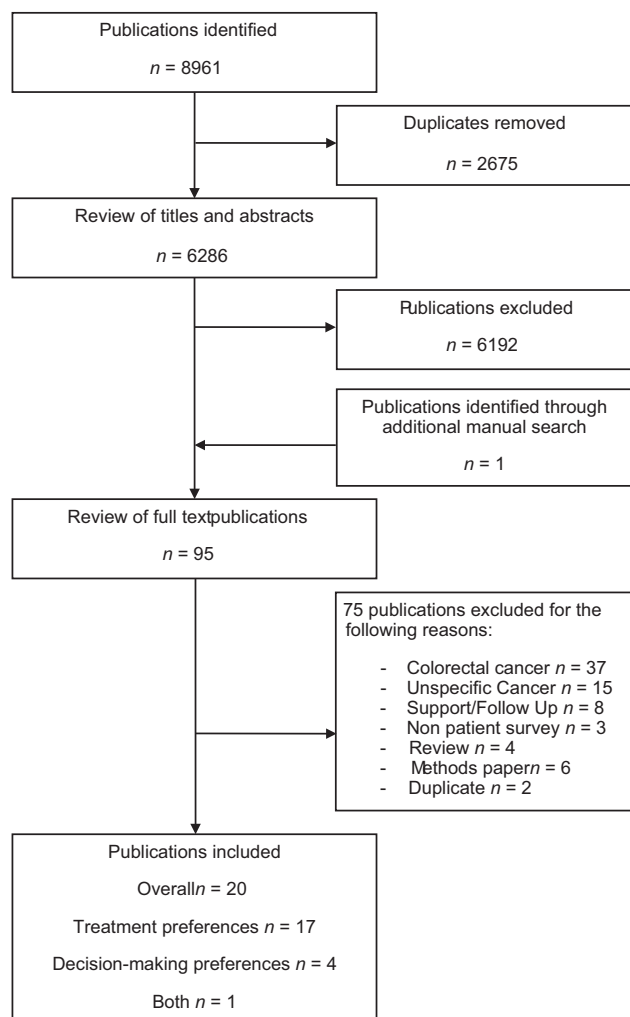 Publications identified
n = 8961
Duplicates removed
n = 2675
Review of titles and abstracts
n = 6286
Publications excluded
n = 6192
Publications identified through
additional manual search
n = 1
Review of full textpublications
n = 95
75 publications excluded for the
following reasons:
- Colorectal cancer n = 37
- Unspecific Cancer n = 15
- Support/Follow Up n = 8
- Non patient survey n = 3
- Review n = 4
- Methods papern = 6
- Duplicate n = 2
Publications included
Overalln = 20
Treatment preferences n = 17
Decision-making preferences n = 4
Both n = 1